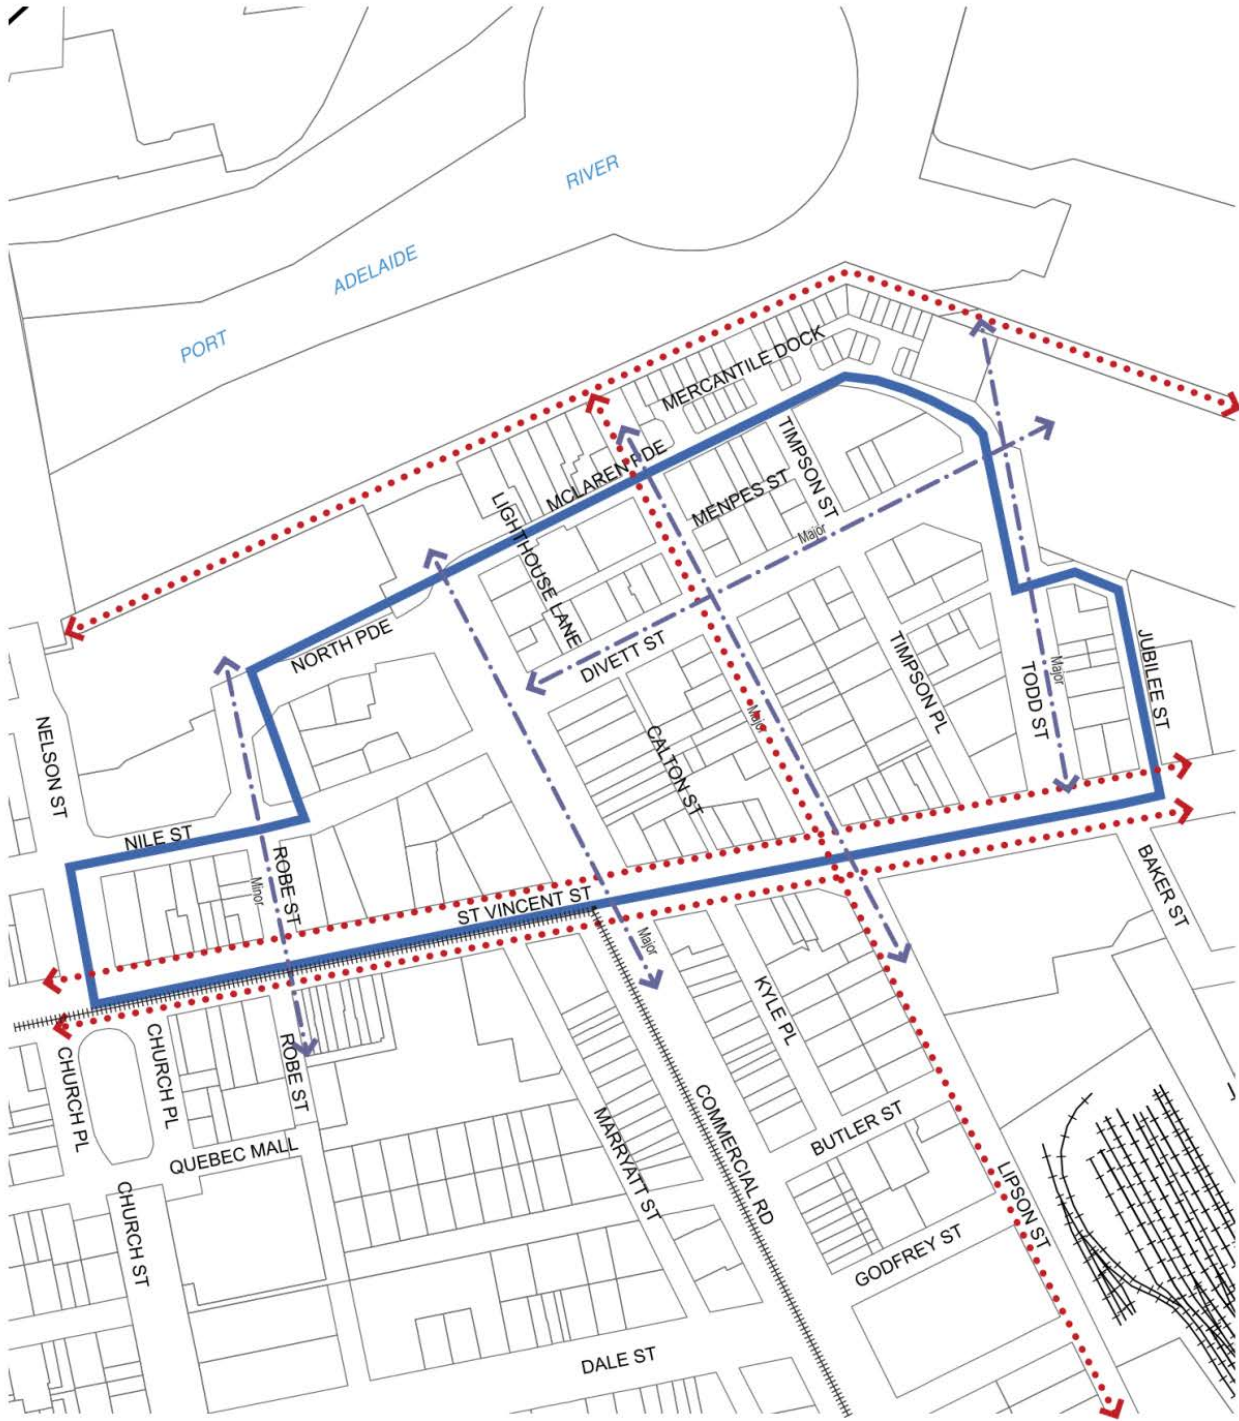 RIVER
ADELAIDE
PORT
MERCANTILE DOCK
MCLAREN PDE
TIMPSON ST
MENPES ST
LIGHTHOUSE LANE
Major
NORTH PDE
DIVETT ST
TIMPSON PL
JUBILEE ST
Major
TODD ST
NELSON ST
CALTON ST
Major
NILE ST
ROBE ST
Minor
ST VINCENT ST
BAKER ST
Major
KYLE PL
CHURCH PL
CHURCH PL
ROBE ST
QUEBEC MALL
MARRYATT ST
COMMERCIAL RD
BUTLER ST
CHURCH ST
LIPSON ST
GODFREY ST
DALE ST